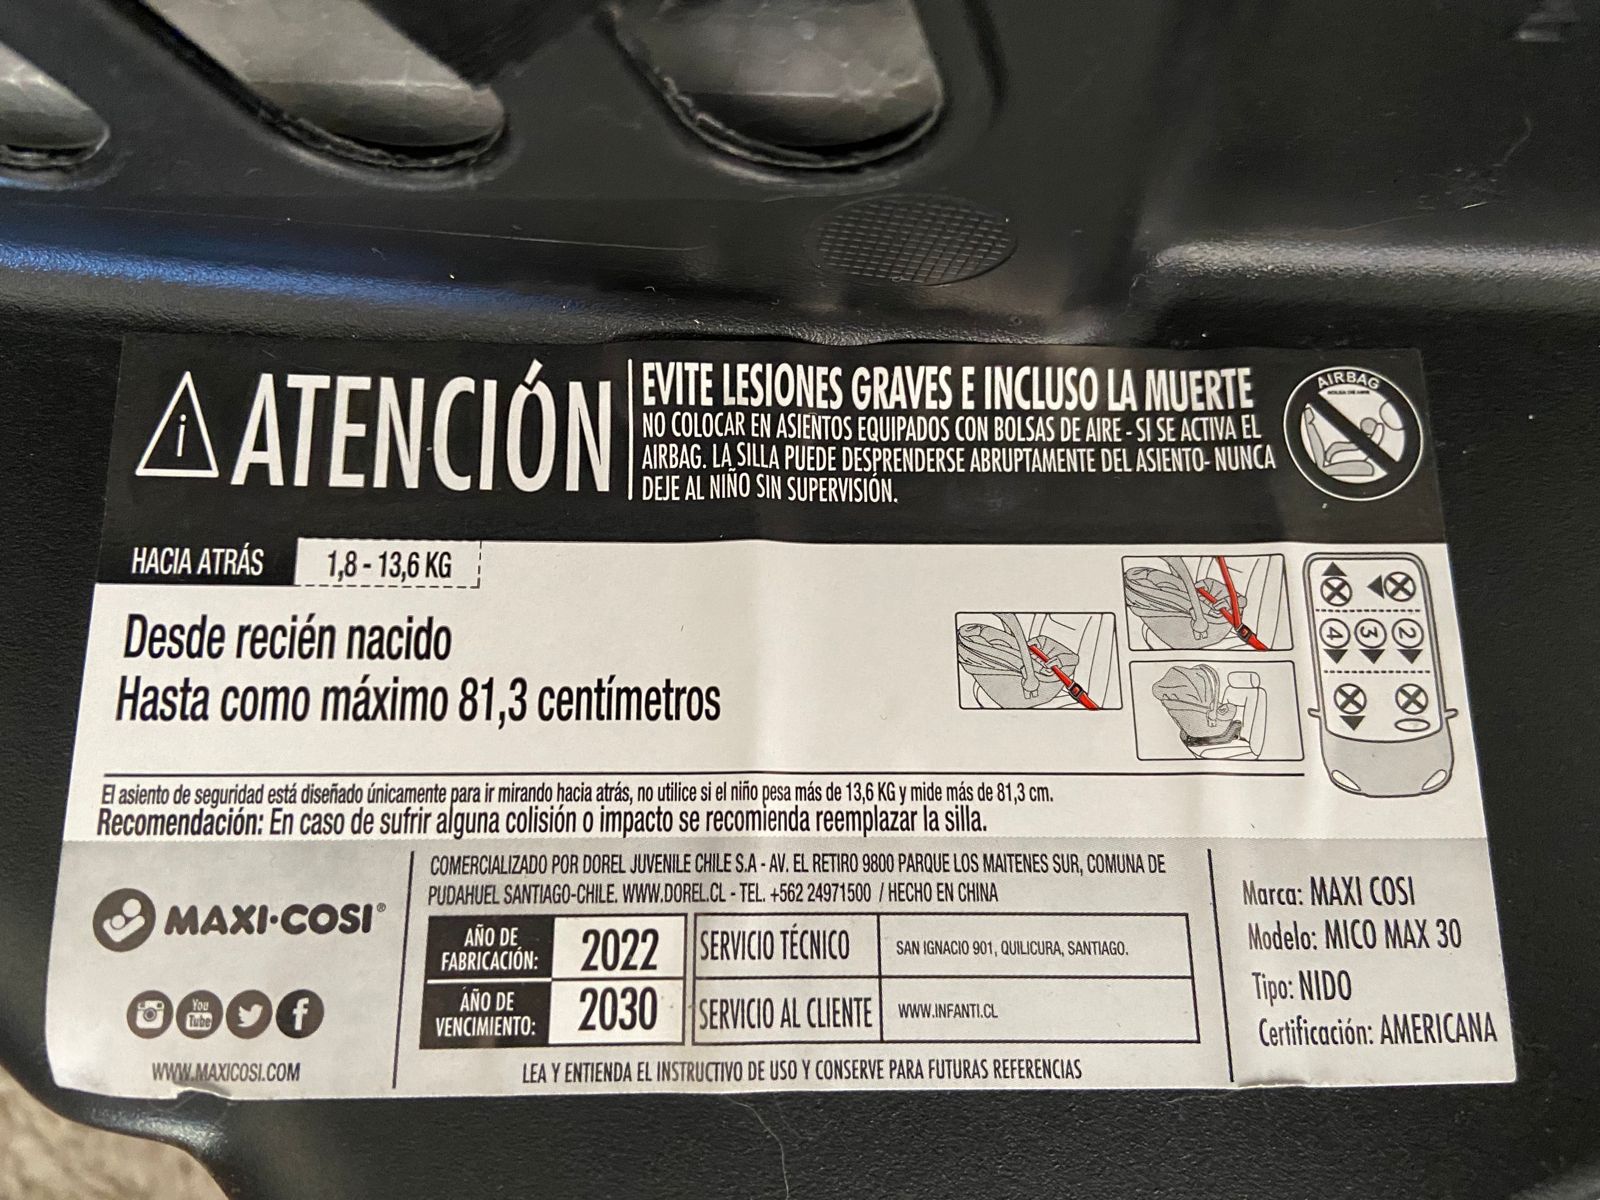 ATENCIÓN
EVITE LESIONES GRAVES E INCLUSO LA MUERTE
NO COLOCAR EN ASIENTOS EQUIPADOS CON BOLSAS DE AIRE - SI SE ACTIVA EL
AIRBAG. LA SILLA PUEDE DESPRENDERSE ABRUPTAMENTE DEL ASIENTO- NUNCA
DEJE AL NIÑO SIN SUPERVISIÓN.
AIRBAG
HACIA ATRÁS
1,8 - 13,6 KG
Desde recién nacido
Hasta como máximo 81,3 centímetros
4 3 2
El asiento de seguridad está diseñado únicamente para ir mirando hacia atrás, no utilice si el niño pesa más de 13,6 KG y mide más de 81,3 cm.
Recomendación: En caso de sufrir alguna colisión o impacto se recomienda reemplazar la silla.
MAXI·COSI®
You
Tube
WWW.MAXICOSI.COM
COMERCIALIZADO POR DOREL JUVENILE CHILE S.A - AV. EL RETIRO 9800 PARQUE LOS MAITENES SUR, COMUNA DE
PUDAHUEL SANTIAGO-CHILE. WWW.DOREL.CL - TEL. +562 24971500 / HECHO EN CHINA
AÑO DE
FABRICACIÓN:
2022
SERVICIO TÉCNICO
SAN IGNACIO 901, QUILICURA, SANTIAGO.
AÑO DE
VENCIMIENTO:
2030
SERVICIO AL CLIENTE
WWW.INFANTI.CL
LEA Y ENTIENDA EL INSTRUCTIVO DE USO Y CONSERVE PARA FUTURAS REFERENCIAS
Marca: MAXI COSI
Modelo: MICO MAX 30
Tipo: NIDO
Certificación: AMERICANA